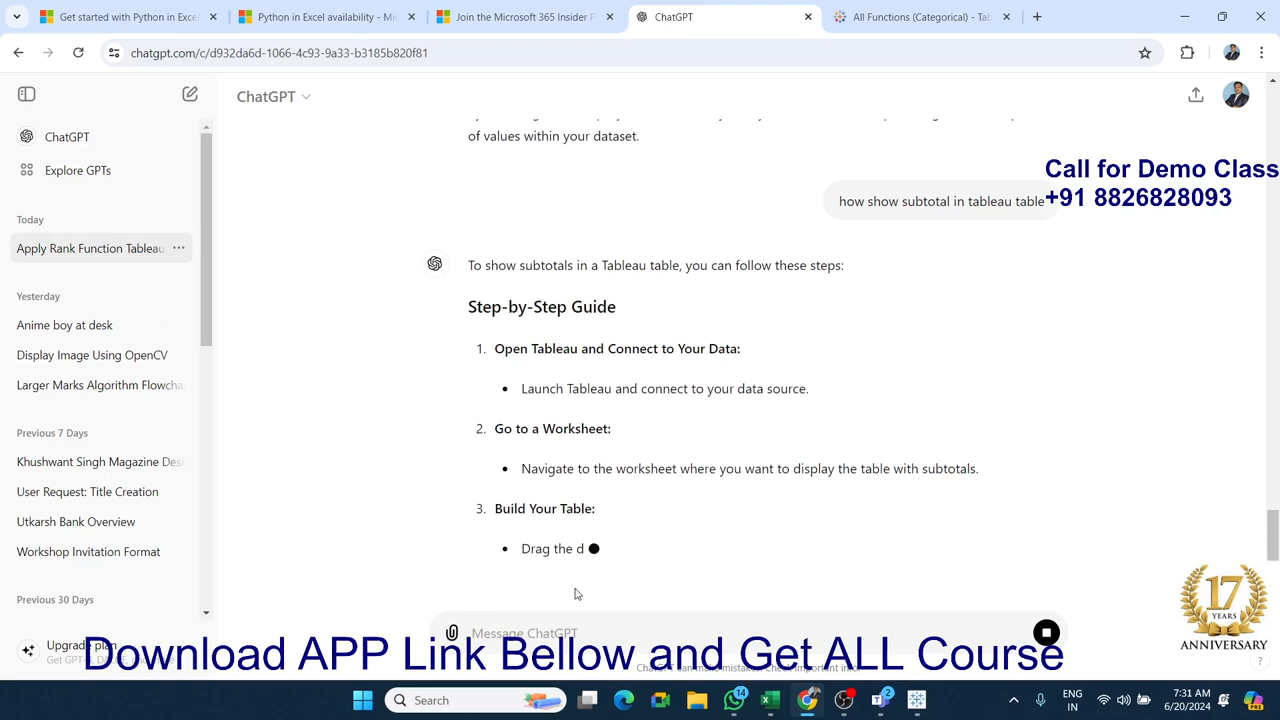 Get started with Python in Excel
Python in Excel availability - Mi
Join the Microsoft 365 Insider P
ChatGPT
All Functions (Categorical) - Tab
chatgpt.com/c/d932da6d-1066-4c93-9a33-b3185b820f81
ChatGPT
ChatGPT
Explore GPTs
Today
Apply Rank Function Tableau
Yesterday
Anime boy at desk
Display Image Using OpenCV
Larger Marks Algorithm Flowcha
Previous 7 Days
Khushwant Singh Magazine Des
User Request: Title Creation
Utkarsh Bank Overview
Workshop Invitation Format
Previous 30 Days
Upgrade plan
of values within your dataset.
Call for Demo Class
+91 8826828093
how show subtotal in tableau table
To show subtotals in a Tableau table, you can follow these steps:
Step-by-Step Guide
1. Open Tableau and Connect to Your Data:
• Launch Tableau and connect to your data source.
2. Go to a Worksheet:
• Navigate to the worksheet where you want to display the table with subtotals.
3. Build Your Table:
• Drag the d
Message ChatGPT
17
YEARS
ANNIVERSARY
Download APP Link Bellow and Get ALL Course
?
Search
14
2
ENG
IN
7:31 AM
6/20/2024